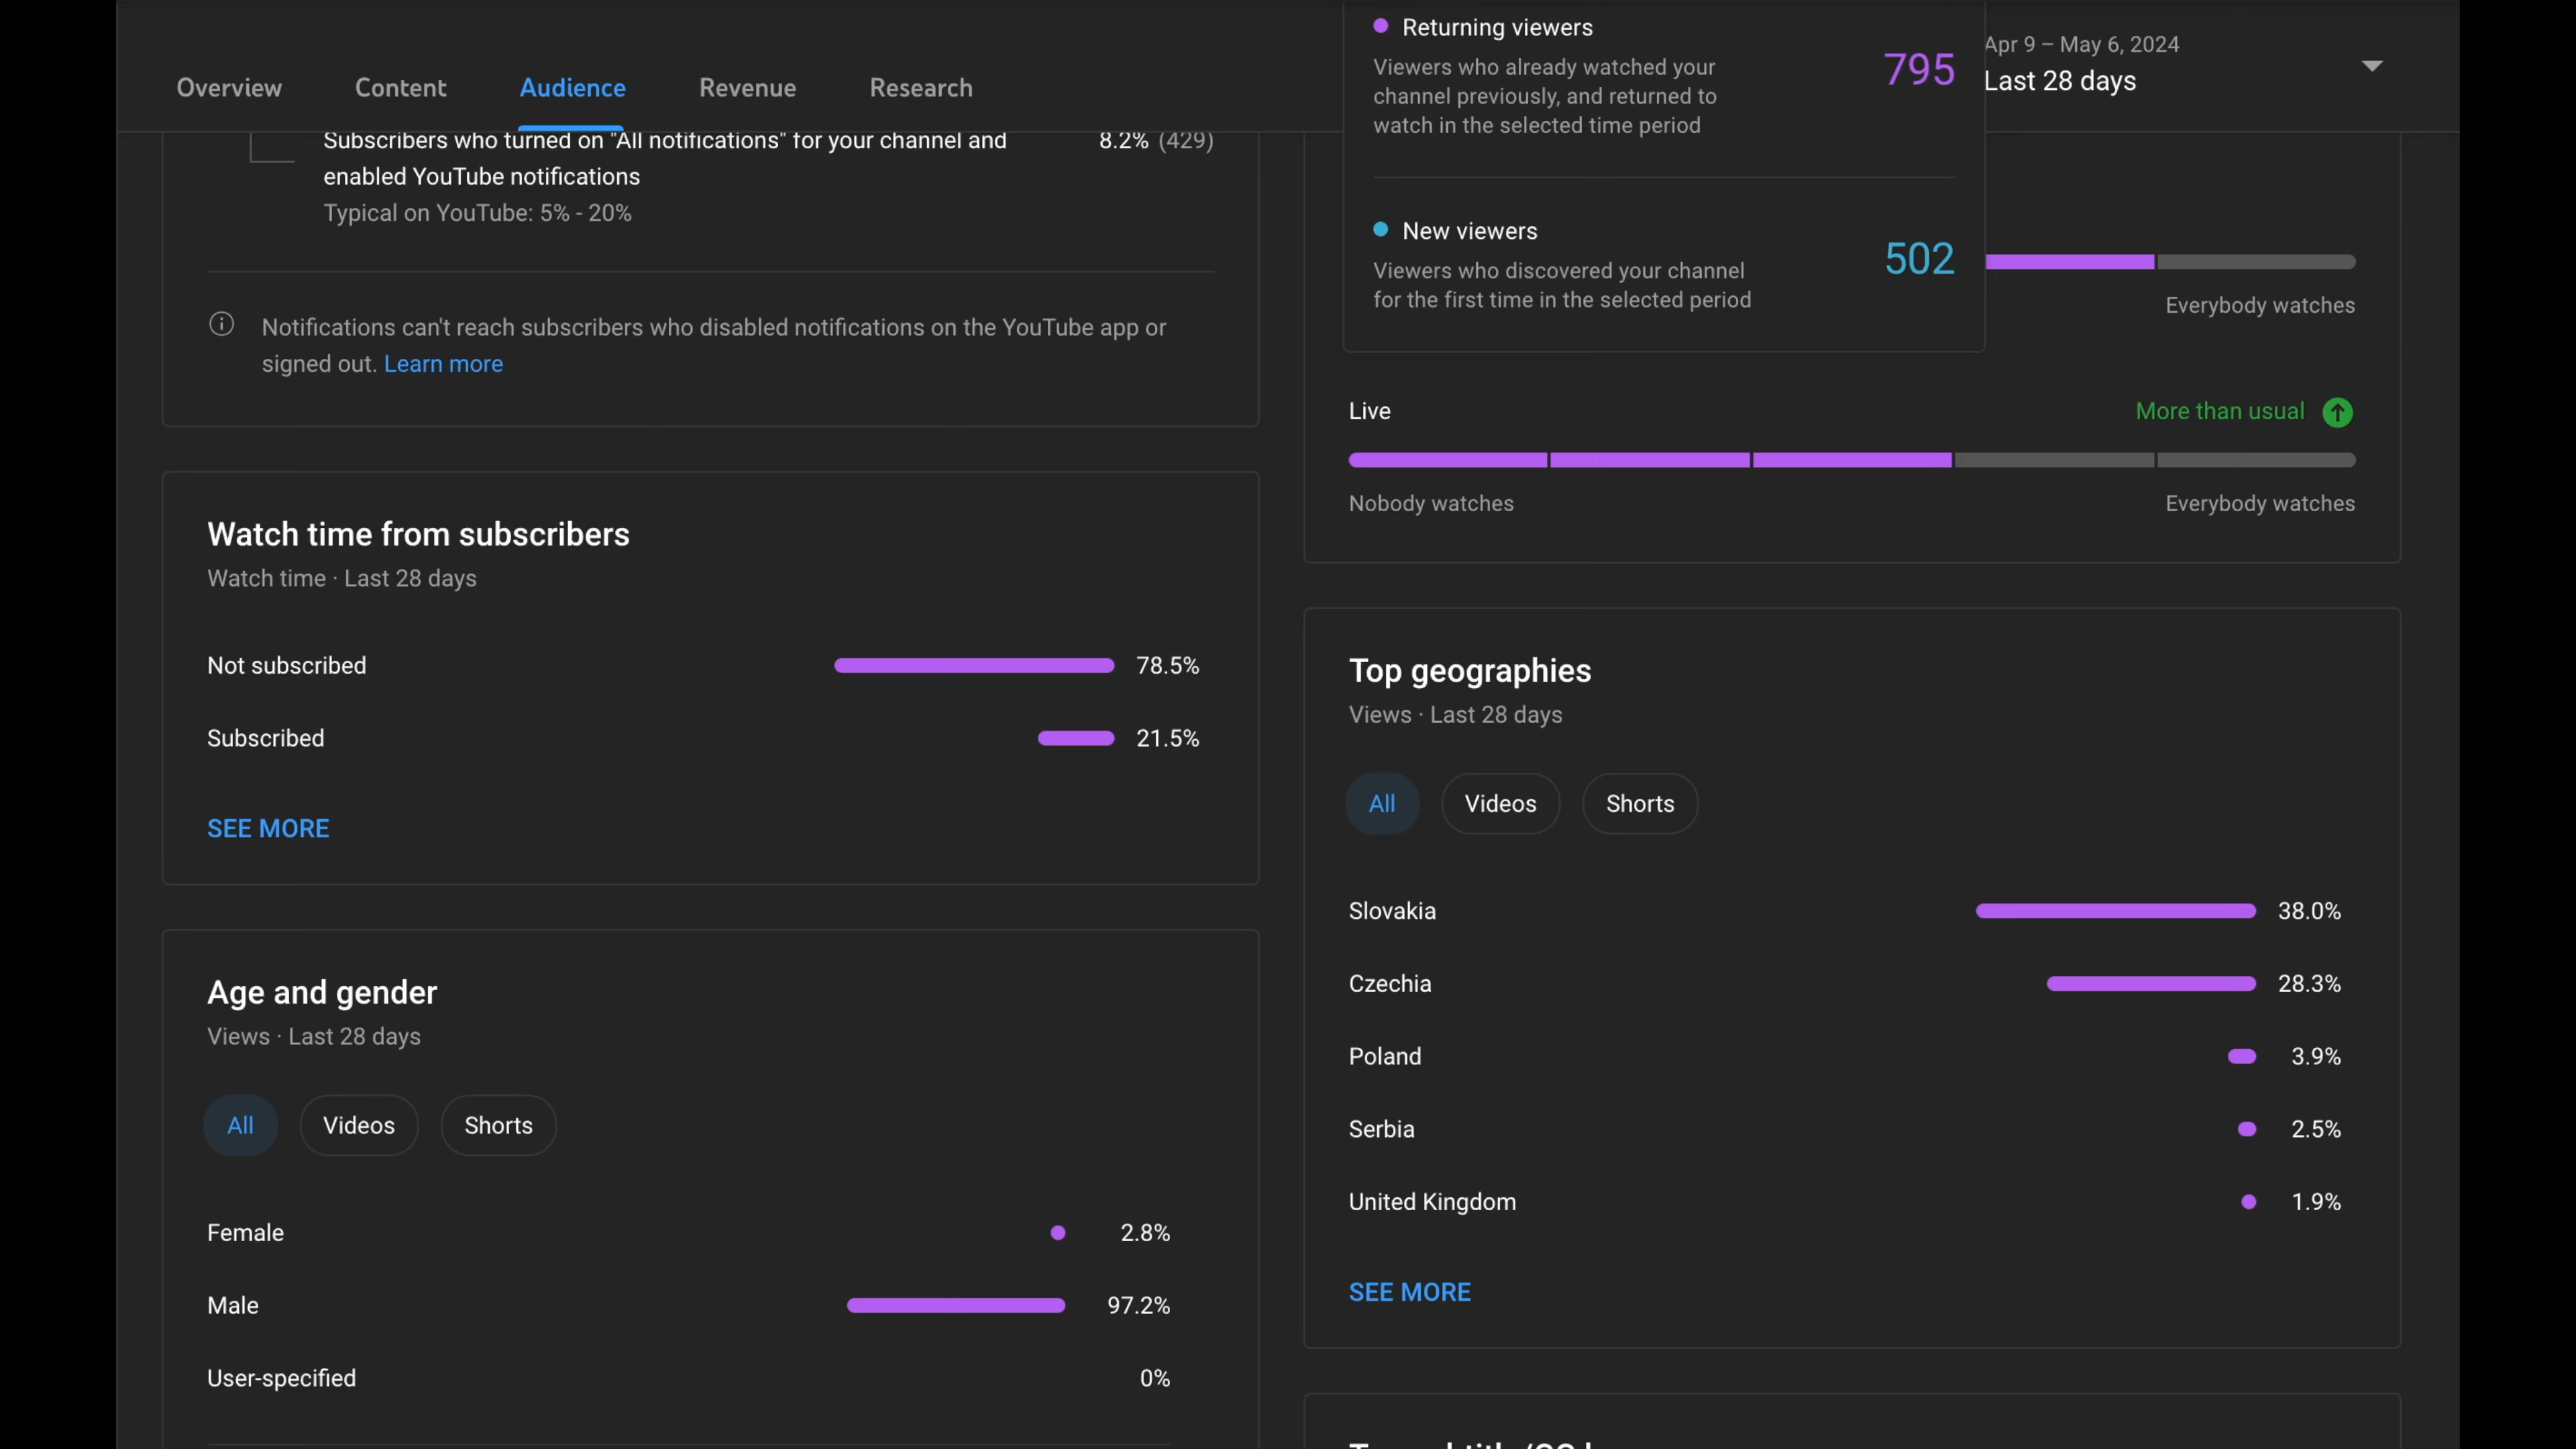 Overview
Content
Audience
Revenue
Research
Returning viewers
Viewers who already watched your
channel previously, and returned to
watch in the selected time period
795
New viewers
Viewers who discovered your channel
for the first time in the selected period
502
Apr 9 – May 6, 2024
Last 28 days
Subscribers who turned on "All notifications" for your channel and
enabled YouTube notifications
8.2% (429)
Typical on YouTube: 5% - 20%
Notifications can't reach subscribers who disabled notifications on the YouTube app or
signed out. Learn more
Everybody watches
Live
More than usual
Nobody watches
Everybody watches
Watch time from subscribers
Watch time · Last 28 days
Not subscribed
78.5%
Subscribed
21.5%
SEE MORE
Age and gender
Views · Last 28 days
All
Videos
Shorts
Female
2.8%
Male
97.2%
User-specified
0%
Top geographies
Views · Last 28 days
All
Videos
Shorts
Slovakia
38.0%
Czechia
28.3%
Poland
3.9%
Serbia
2.5%
United Kingdom
1.9%
SEE MORE